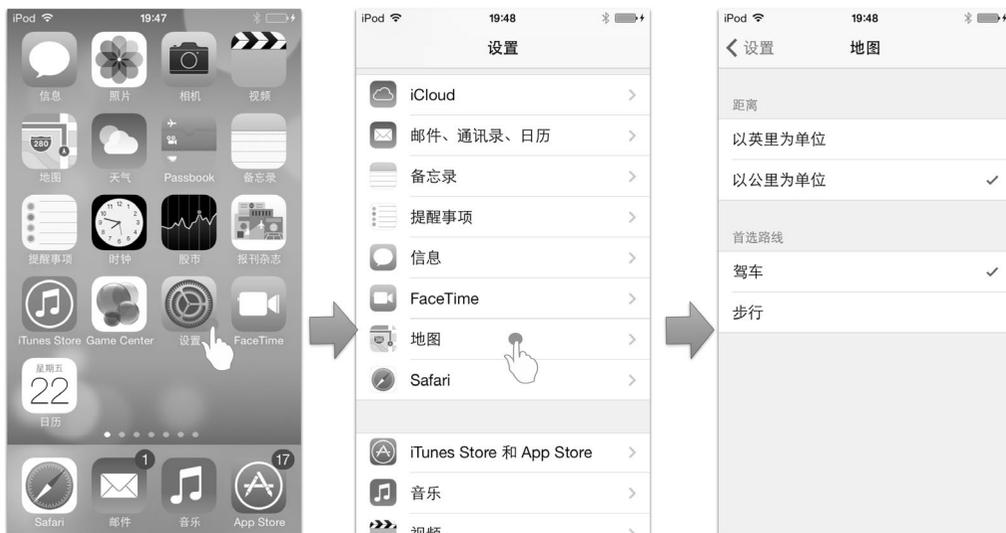 iPod
19:47
信息
照片
相机
视频
280
地图
天气
Passbook
备忘录
提醒事项
时钟
股市
报刊杂志
iTunes Store
Game Center
设置
FaceTime
星期五
22
日历
1
17
Safari
邮件
音乐
App Store
iPod
19:48
设置
iCloud
邮件、通讯录、日历
备忘录
提醒事项
信息
FaceTime
地图
Safari
iTunes Store 和 App Store
音乐
视频
iPod
19:48
设置
地图
距离
以英里为单位
以公里为单位
首选路线
驾车
步行